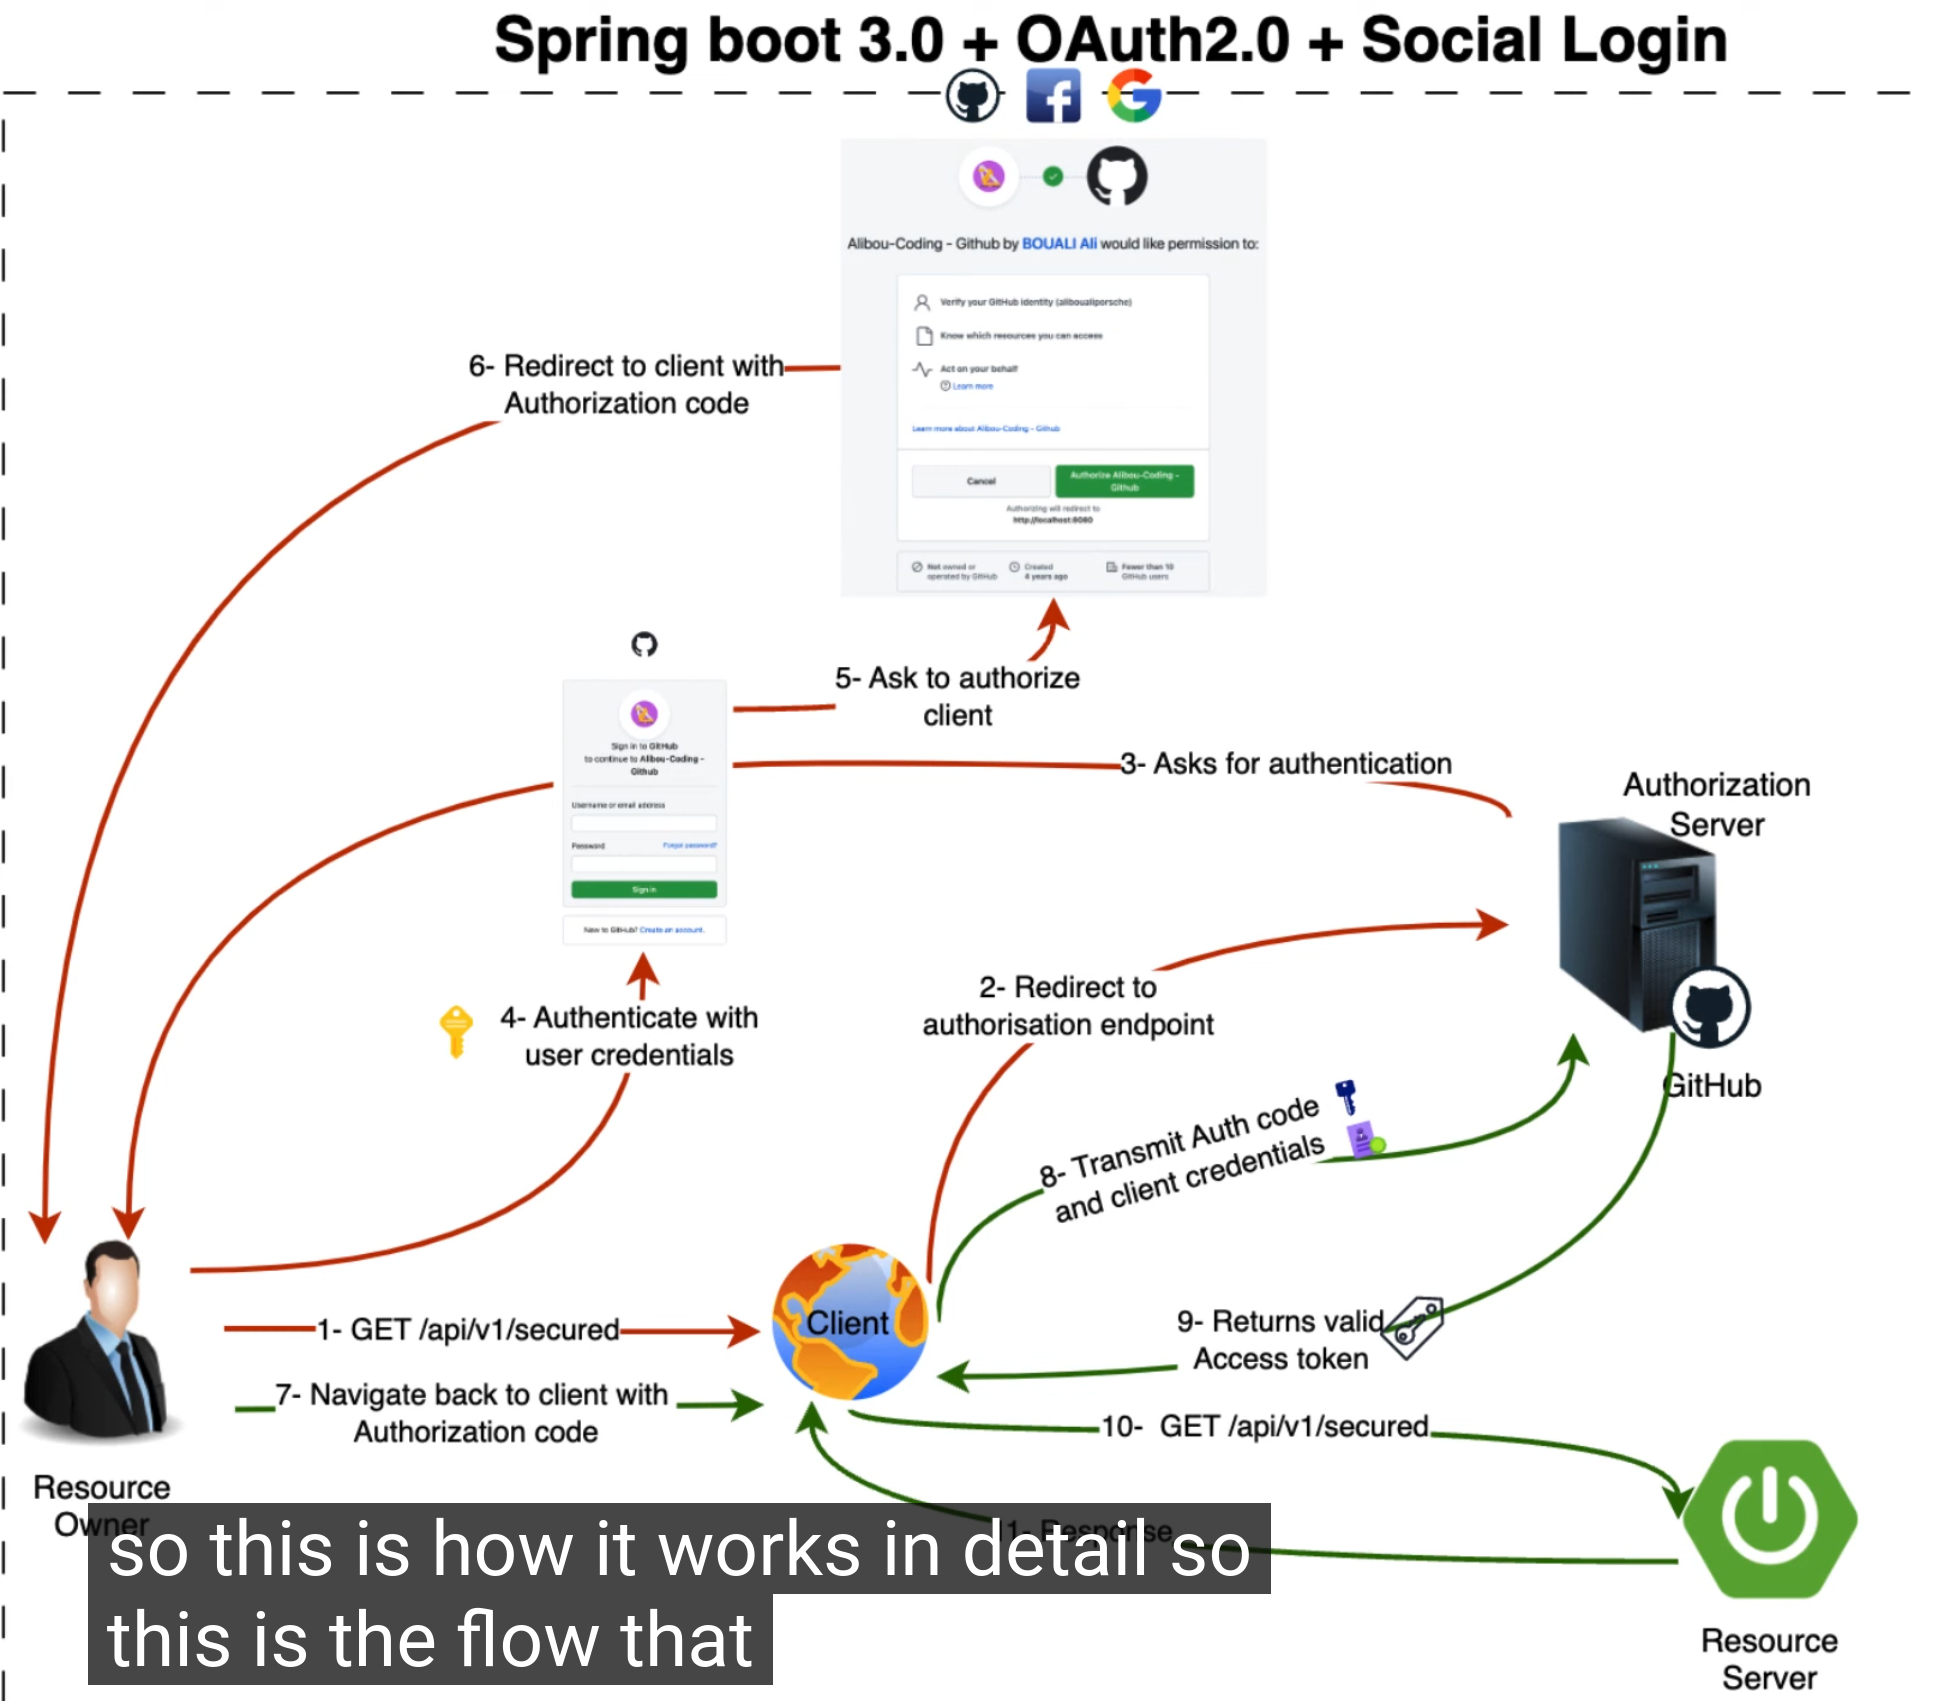 Spring boot 3.0 + OAuth2.0 + Social Login
Alibou-Coding - Github by BOUALI Ali would like permission to:
Verify your GitHub identity (aliboualiporsche)
Know which resources you can access
Act on your behalf
Learn more
Learn more about Alibou-Coding - Github
Cancel
Authorize Alibou-Coding -
Github
Authorizing will redirect to
http://localhost:8080
Not owned or
operated by GitHub
Created
4 years ago
Fewer than 10
GitHub users
6- Redirect to client with
Authorization code
5- Ask to authorize
client
Sign in to GitHub
to continue to Alibou-Coding -
Github
Username or email address
Password
Forgot password?
Sign in
New to GitHub? Create an account.
3- Asks for authentication
Authorization
Server
4- Authenticate with
user credentials
2- Redirect to
authorisation endpoint
GitHub
8- Transmit Auth code
and client credentials
1- GET /api/v1/secured
Client
9- Returns valid
Access token
7- Navigate back to client with
Authorization code
10- GET /api/v1/secured
Resource
Owner
11- Response
so this is how it works in detail so
this is the flow that
Resource
Server